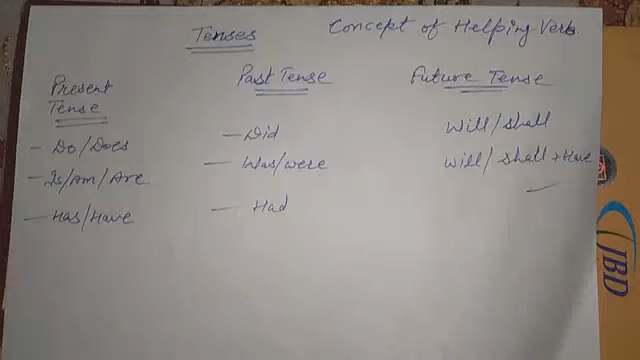 Tenses
Concept of Helping Verbs
Present
Tense
- Do/Does
- Is/Am/Are
- Has/Have
Past Tense
- Did
- Was/were
- Had
Future Tense
Will/shall
will/shall+Have
JBD